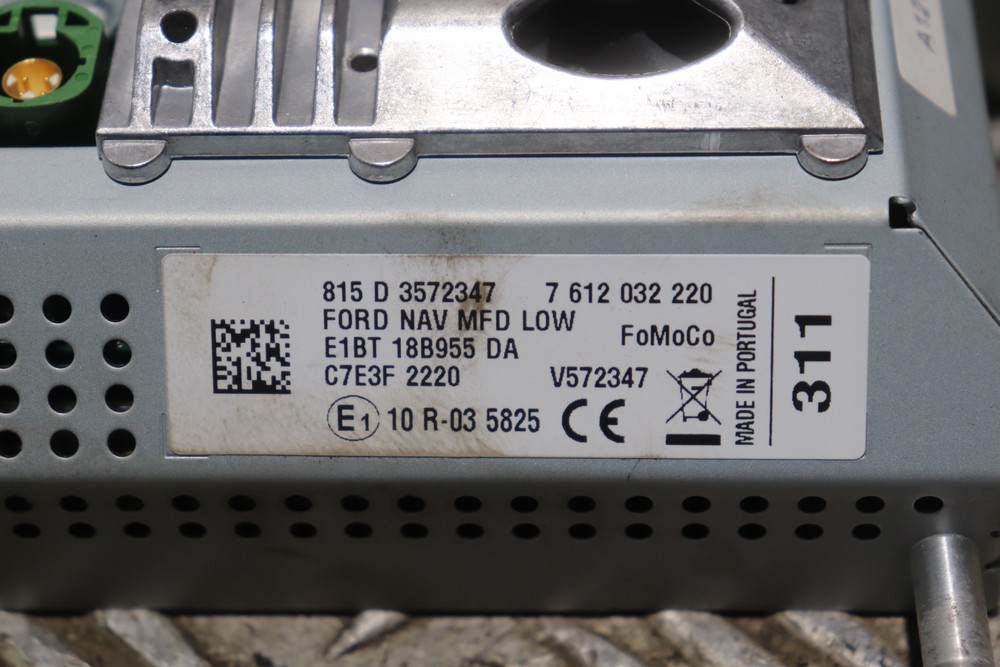 815 D 3572347 7 612 032 220
FORD NAV MFD LOW
FoMoCo
E1BT 18B955 DA
C7E3F 2220 V572347
E1 10 R-03 5825 CE
MADE IN PORTUGAL
311